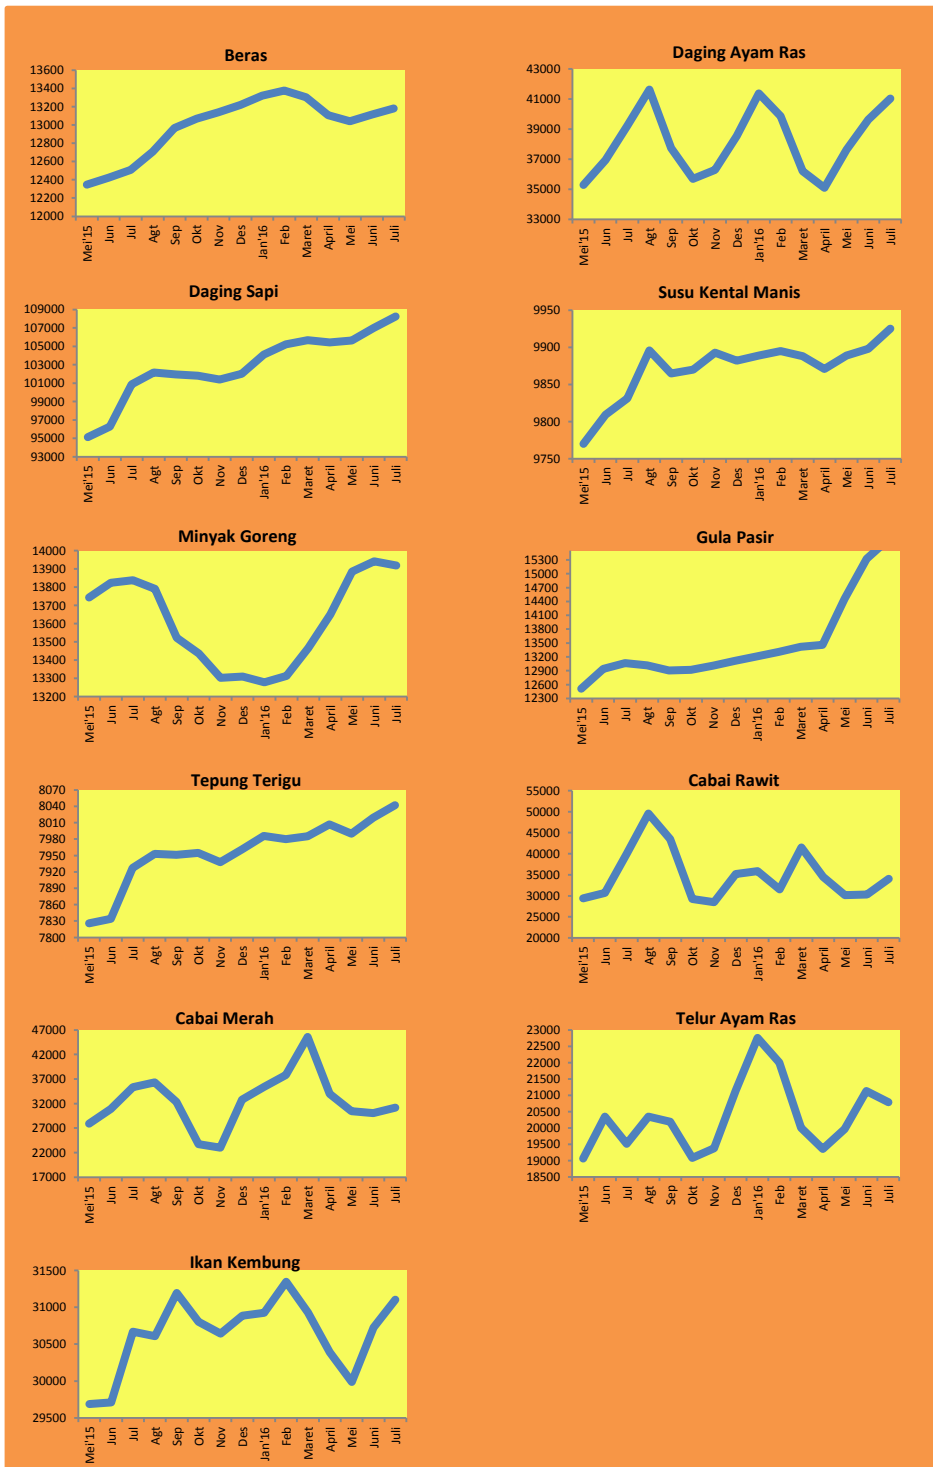 Beras
13600
13400
13200
13000
12800
12600
12400
12200
12000
Mei'15
Jun
Jul
Agt
Sep
Okt
Nov
Des
Jan'16
Feb
Maret
April
Mei
Juni
Juli
Daging Ayam Ras
43000
41000
39000
37000
35000
33000
Mei'15
Jun
Jul
Agt
Sep
Okt
Nov
Des
Jan'16
Feb
Maret
April
Mei
Juni
Juli
Daging Sapi
109000
107000
105000
103000
101000
99000
97000
95000
93000
Mei'15
Jun
Jul
Agt
Sep
Okt
Nov
Des
Jan'16
Feb
Maret
April
Mei
Juni
Juli
Susu Kental Manis
9950
9900
9850
9800
9750
Mei'15
Jun
Jul
Agt
Sep
Okt
Nov
Des
Jan'16
Feb
Maret
April
Mei
Juni
Juli
Minyak Goreng
14000
13900
13800
13700
13600
13500
13400
13300
13200
Mei'15
Jun
Jul
Agt
Sep
Okt
Nov
Des
Jan'16
Feb
Maret
April
Mei
Juni
Juli
Gula Pasir
15300
15000
14700
14400
14100
13800
13500
13200
12900
12600
12300
Mei'15
Jun
Jul
Agt
Sep
Okt
Nov
Des
Jan'16
Feb
Maret
April
Mei
Juni
Juli
Tepung Terigu
8070
8040
8010
7980
7950
7920
7890
7860
7830
7800
Mei'15
Jun
Jul
Agt
Sep
Okt
Nov
Des
Jan'16
Feb
Maret
April
Mei
Juni
Juli
Cabai Rawit
55000
50000
45000
40000
35000
30000
25000
20000
Mei'15
Jun
Jul
Agt
Sep
Okt
Nov
Des
Jan'16
Feb
Maret
April
Mei
Juni
Juli
Cabai Merah
47000
42000
37000
32000
27000
22000
17000
Mei'15
Jun
Jul
Agt
Sep
Okt
Nov
Des
Jan'16
Feb
Maret
April
Mei
Juni
Juli
Telur Ayam Ras
23000
22500
22000
21500
21000
20500
20000
19500
19000
18500
Mei'15
Jun
Jul
Agt
Sep
Okt
Nov
Des
Jan'16
Feb
Maret
April
Mei
Juni
Juli
Ikan Kembung
31500
31000
30500
30000
29500
Mei'15
Jun
Jul
Agt
Sep
Okt
Nov
Des
Jan'16
Feb
Maret
April
Mei
Juni
Juli